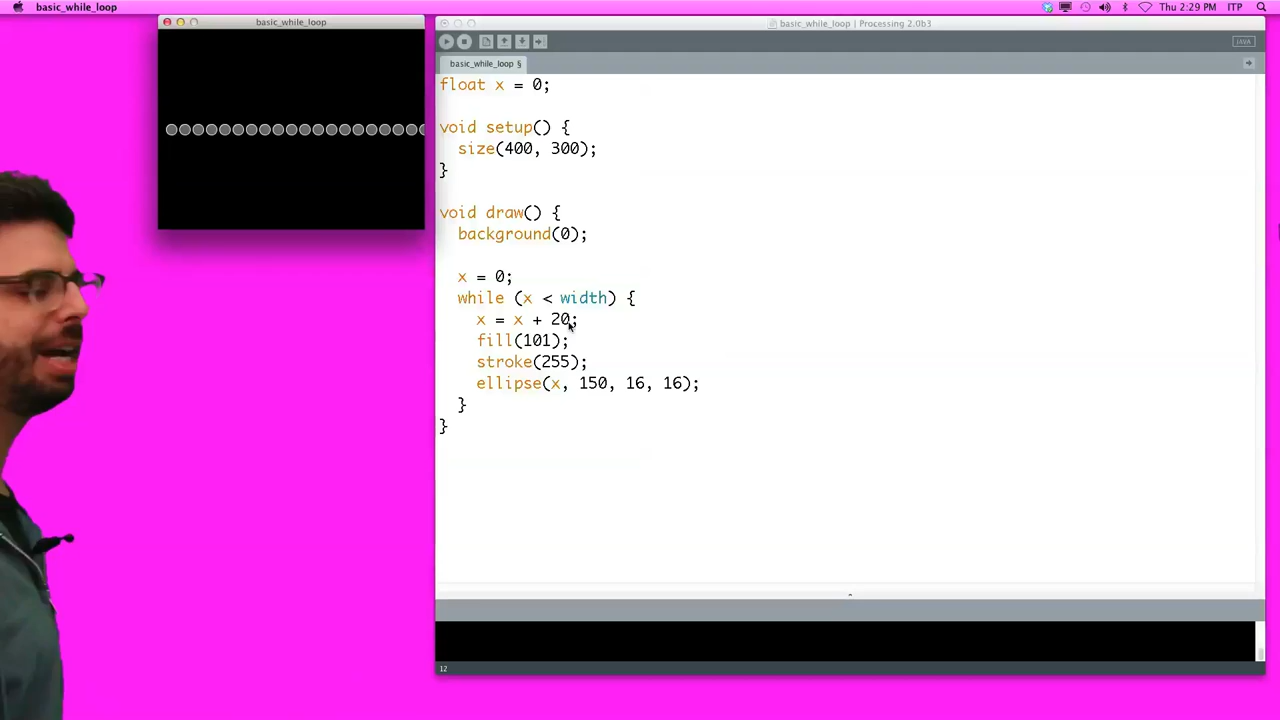 basic_while_loop
Thu 2:29 PM ITP
basic_while_loop
basic_while_loop | Processing 2.0b3
JAVA
basic_while_loop §
float x = 0;
void setup() {
size(400, 300);
}
void draw() {
background(0);
x = 0;
while (x < width) {
x = x + 20;
fill(101);
stroke(255);
ellipse(x, 150, 16, 16);
}
}
12